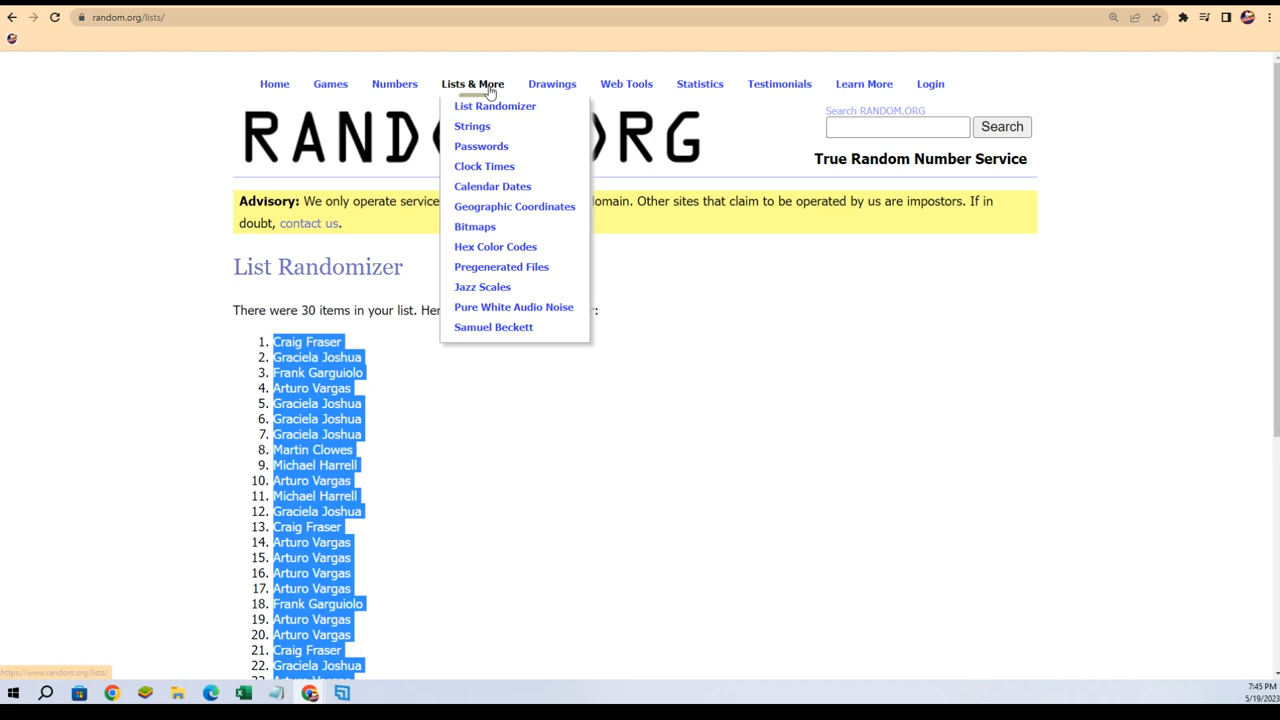 random.org/lists/
Home Games Numbers Lists & More Drawings Web Tools Statistics Testimonials Learn More Login
List Randomizer
Strings
Passwords
Clock Times
Calendar Dates
Geographic Coordinates
Bitmaps
Hex Color Codes
Pregenerated Files
Jazz Scales
Pure White Audio Noise
Samuel Beckett
Search RANDOM.ORG
Search
True Random Number Service
Advisory: We only operate service omain. Other sites that claim to be operated by us are impostors. If in
doubt, contact us.
List Randomizer
There were 30 items in your list. Her :
1. Craig Fraser
2. Graciela Joshua
3. Frank Garguiolo
4. Arturo Vargas
5. Graciela Joshua
6. Graciela Joshua
7. Graciela Joshua
8. Martin Clowes
9. Michael Harrell
10. Arturo Vargas
11. Michael Harrell
12. Graciela Joshua
13. Craig Fraser
14. Arturo Vargas
15. Arturo Vargas
16. Arturo Vargas
17. Arturo Vargas
18. Frank Garguiolo
19. Arturo Vargas
20. Arturo Vargas
21. Craig Fraser
22. Graciela Joshua
https://www.random.org/lists/
7:45 PM
5/19/2023